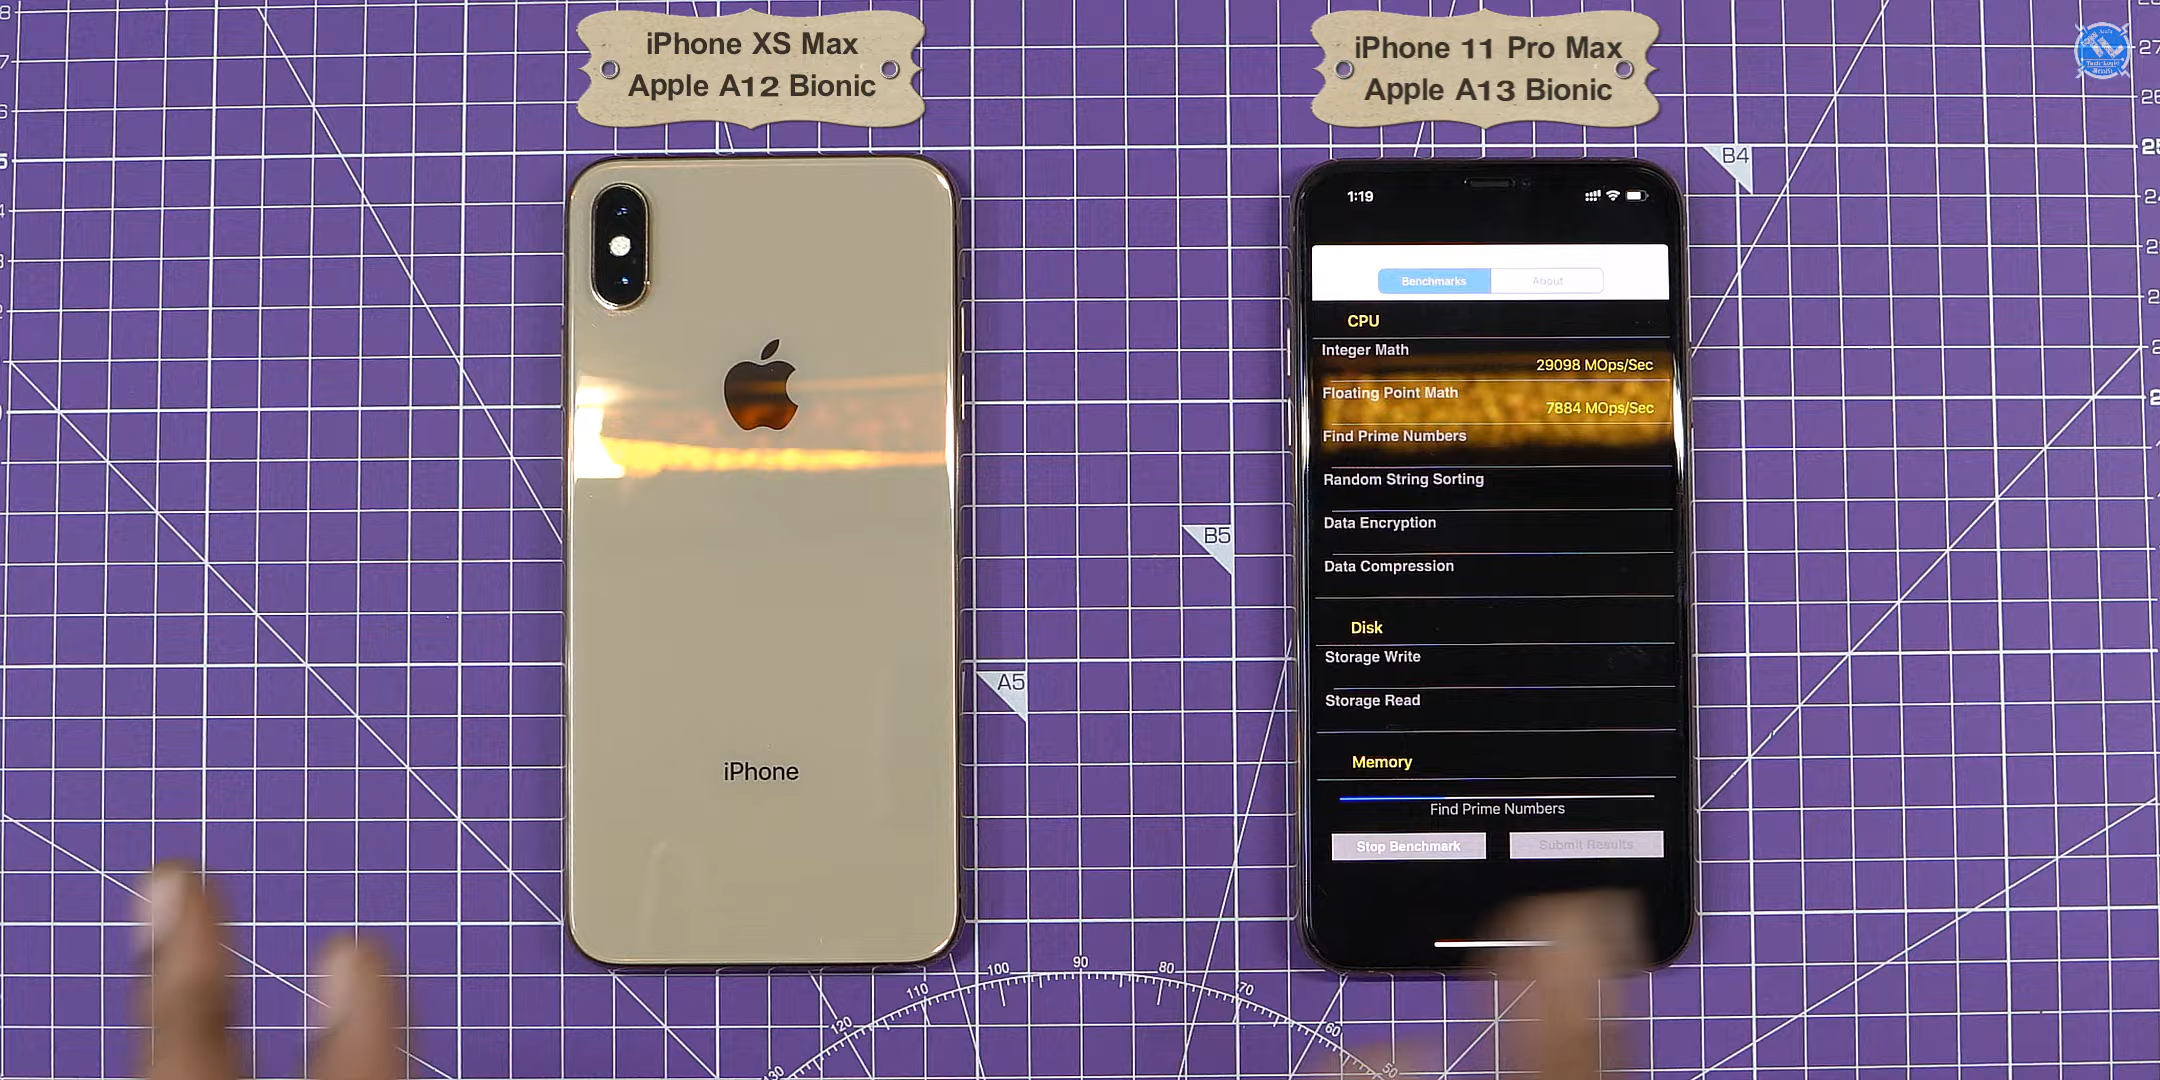 iPhone XS Max
Apple A12 Bionic
iPhone 11 Pro Max
Apple A13 Bionic
B4
1:19
Benchmarks
About
CPU
Integer Math
29098 MOps/Sec
Floating Point Math
7884 MOps/Sec
Find Prime Numbers
Random String Sorting
Data Encryption
Data Compression
Disk
Storage Write
Storage Read
Memory
Find Prime Numbers
Stop Benchmark
Submit Results
B5
A5
iPhone
130
120
110
100
90
80
70
60
50